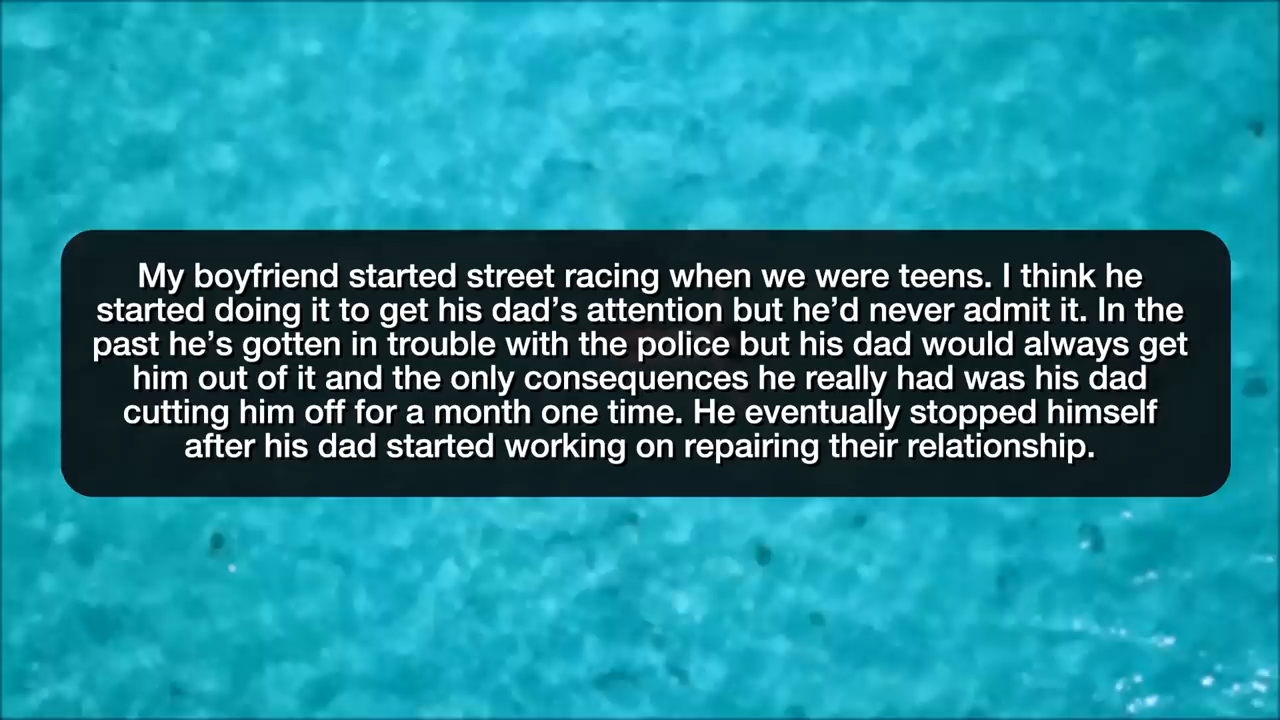 My boyfriend started street racing when we were teens. I think he
started doing it to get his dad’s attention but he’d never admit it. In the
past he’s gotten in trouble with the police but his dad would always get
him out of it and the only consequences he really had was his dad
cutting him off for a month one time. He eventually stopped himself
after his dad started working on repairing their relationship.